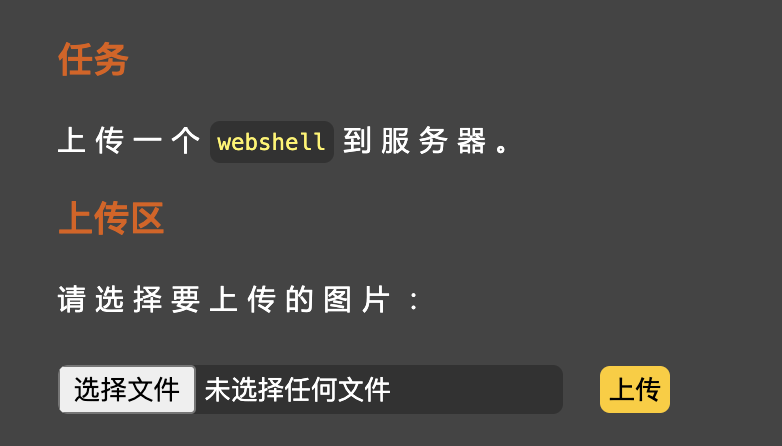 任务
上传一个 webshell 到服务器。
上传区
请选择要上传的图片：
选择文件 未选择任何文件 上传